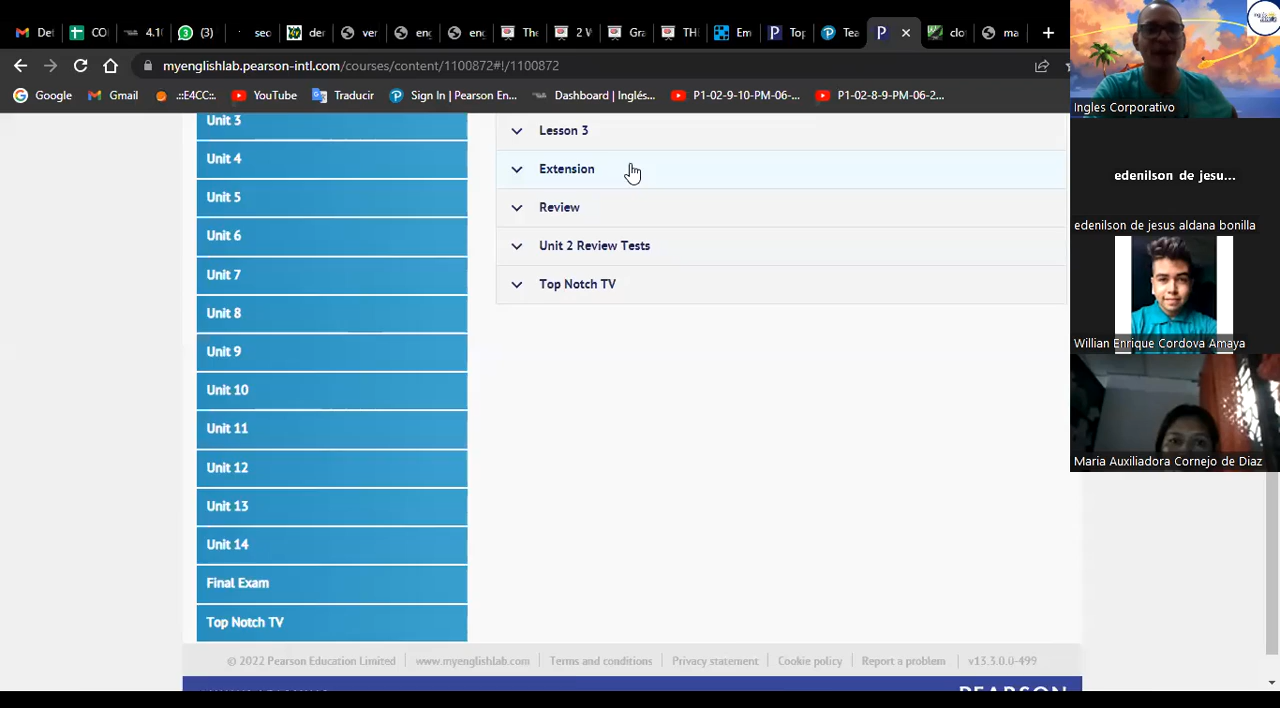 Det
CO
4.10
(3)
sec
de
ver
eng
eng
The
2 V
Gra
TH
Em
Top
Tea
clo
ma
myenglishlab.pearson-intl.com/courses/content/1100872#!/1100872
Google
Gmail
.::E4CC::.
YouTube
Traducir
Sign In | Pearson En...
Dashboard | Inglés...
P1-02-9-10-PM-06-...
P1-02-8-9-PM-06-2...
Unit 3
Unit 4
Unit 5
Unit 6
Unit 7
Unit 8
Unit 9
Unit 10
Unit 11
Unit 12
Unit 13
Unit 14
Final Exam
Top Notch TV
Lesson 3
Extension
Review
Unit 2 Review Tests
Top Notch TV
© 2022 Pearson Education Limited
www.myenglishlab.com
Terms and conditions
Privacy statement
Cookie policy
Report a problem
v13.3.0.0-499
PEARSON
Ingles Corporativo
edenilson de jesu...
edenilson de jesus aldana bonilla
Willian Enrique Cordova Amaya
Maria Auxiliadora Cornejo de Diaz